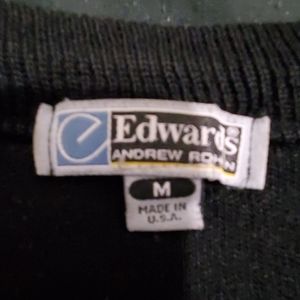 e
Edwards®
ANDREW ROHN
M
MADE IN
U.S.A.